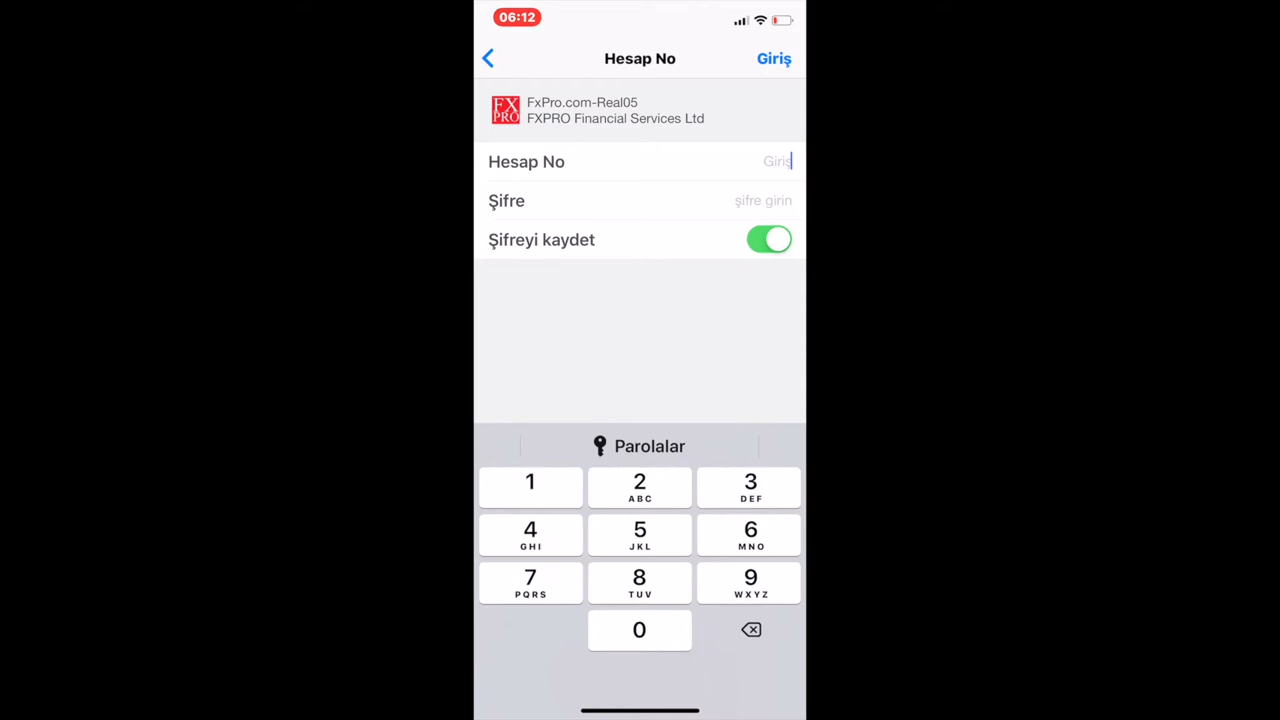 06:12
Hesap No
Giriş
FX
PRO
FxPro.com-Real05
FXPRO Financial Services Ltd
Hesap No
Giriş
Şifre
şifre girin
Şifreyi kaydet
Parolalar
1
2
ABC
3
DEF
4
GHI
5
JKL
6
MNO
7
PQRS
8
TUV
9
WXYZ
0